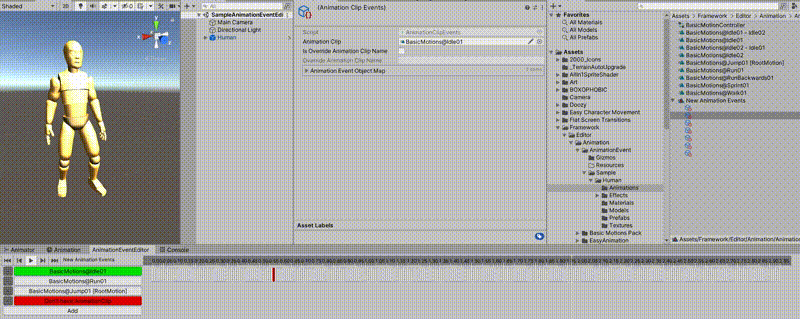 Shaded
2D
SampleAnimationEventEdi
Main Camera
Directional Light
Human
All
(Animation Clip Events)
Script
AnimationClipEvents
Animation Clip
BasicMotions@Idle01
Is Override Animation Clip Name
Override Animation Clip Name
Animation Event Object Map
Asset Labels
Favorites
All Materials
All Models
All Prefabs
Assets
2000_Icons
_TerrainAutoUpgrade
AllIn1SpriteShader
Art
BOXOPHOBIC
Camera
Doozy
Easy Character Movement
Flat Screen Transitions
Framework
Editor
Animation
AnimationEvent
Gizmos
Resources
Sample
Human
Animations
Effects
Materials
Models
Prefabs
Textures
Basic Motions Pack
EasyAnimation
Assets > Framework > Editor > Animation >
BasicMotionController
BasicMotions@Idle01 - Idle02
BasicMotions@Idle01
BasicMotions@Idle02 - Idle01
BasicMotions@Idle02
BasicMotions@Jump01 [RootMotion]
BasicMotions@Run01
BasicMotions@RunBackwards01
BasicMotions@Sprint01
BasicMotions@Walk01
New Animation Events
Assets/Framework/Editor/Animation/Animation
Animator
Animation
AnimationEventEditor
Console
New Animation Events
BasicMotions@Idle01
BasicMotions@Run01
BasicMotions@Jump01 [RootMotion]
Add